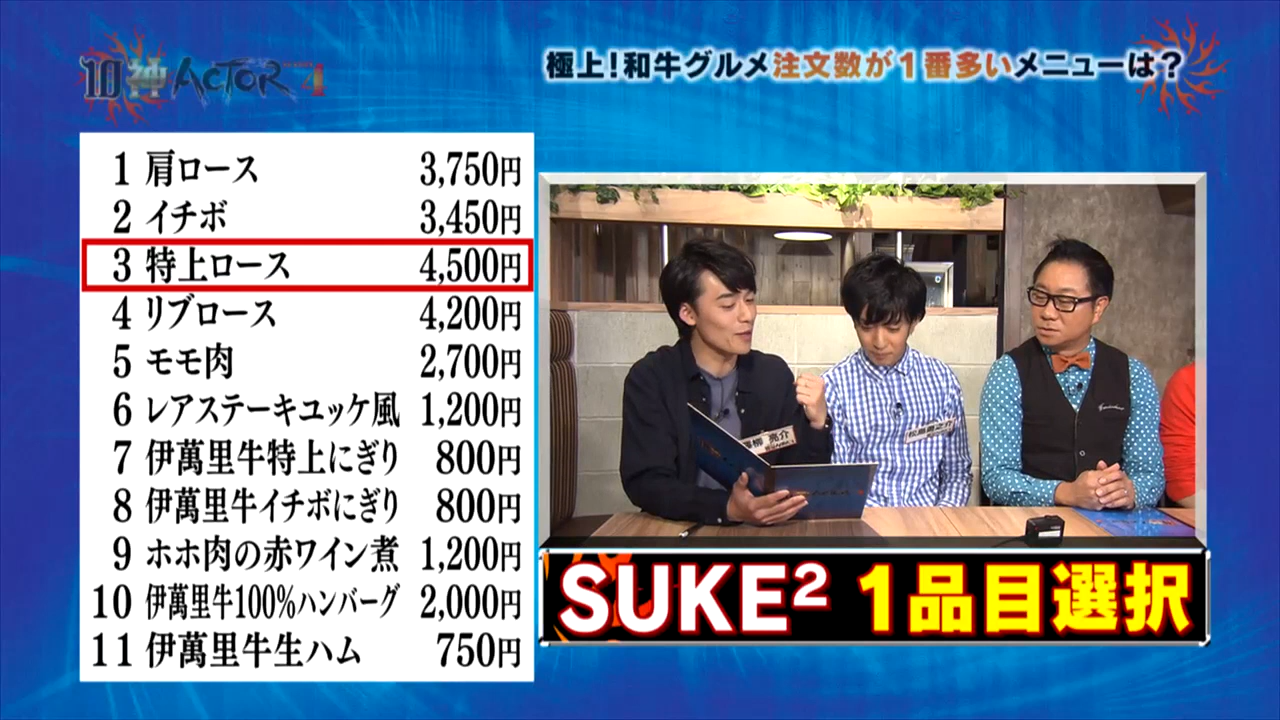 10神ACTOR SEASON 4
極上!和牛グルメ注文数が1番多いメニューは?
1 肩ロース 3,750円
2 イチボ 3,450円
3 特上ロース 4,500円
4 リブロース 4,200円
5 モモ肉 2,700円
6 レアステーキユッケ風 1,200円
7 伊萬里牛特上にぎり 800円
8 伊萬里牛イチボにぎり 800円
9 ホホ肉の赤ワイン煮 1,200円
10 伊萬里牛100%ハンバーグ 2,000円
11 伊萬里牛生ハム 750円
亮介
SUKE² 1品目選択